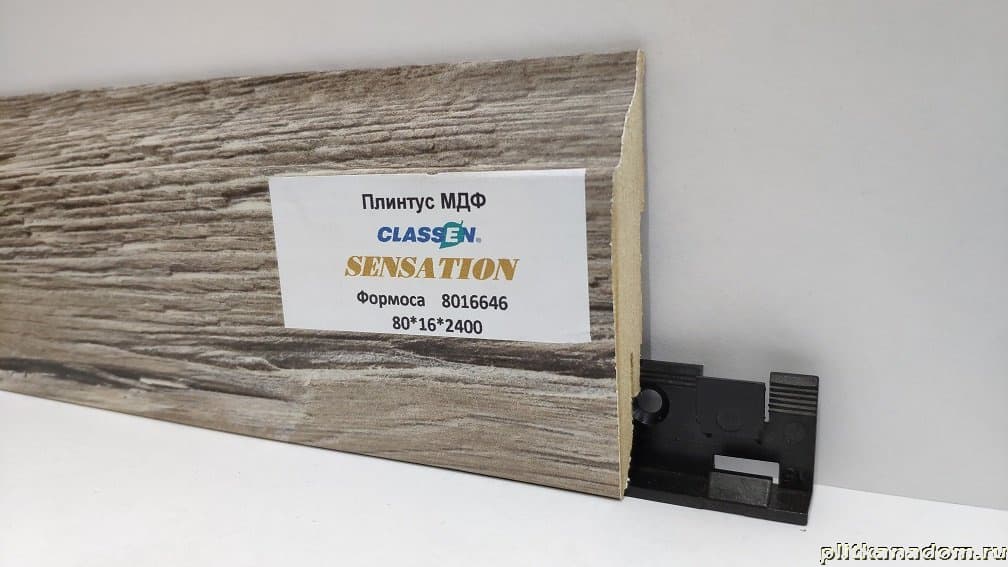 Плинтус МДФ
CLASSEN®
SENSATION
Формоса 8016646
80*16*2400
plitkanadom.ru